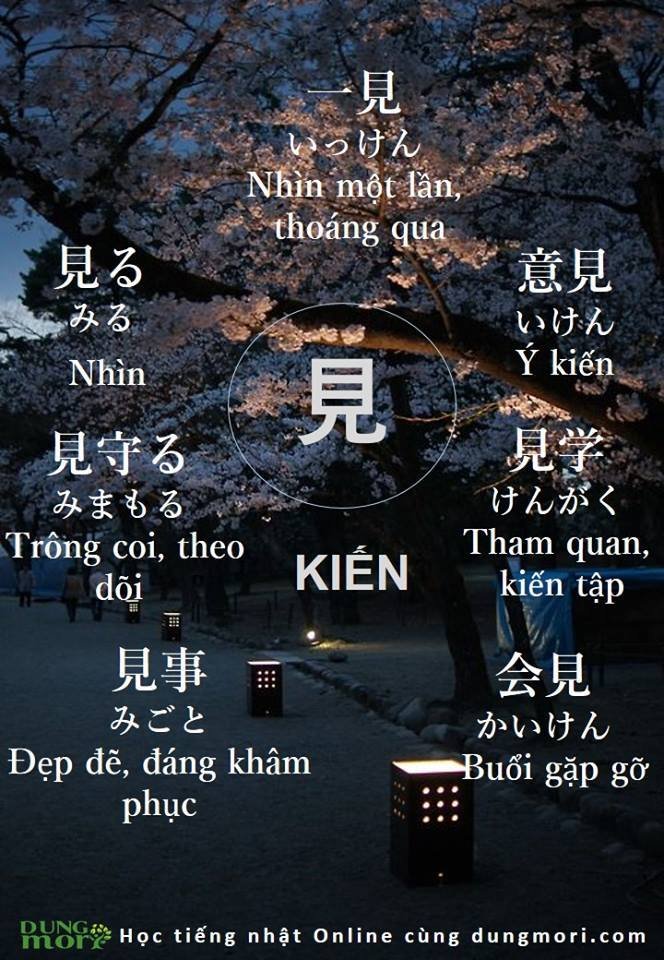 一見
いっけん
Nhìn một lần,
thoáng qua
見る
みる
Nhìn
意見
いけん
Ý kiến
見
KIẾN
見守る
みまもる
Trông coi, theo
dõi
見学
けんがく
Tham quan,
kiến tập
見事
みごと
Đẹp đẽ, đáng khâm
phục
会見
かいけん
Buổi gặp gỡ
DUNG
mori
Học tiếng nhật Online cùng dungmori.com